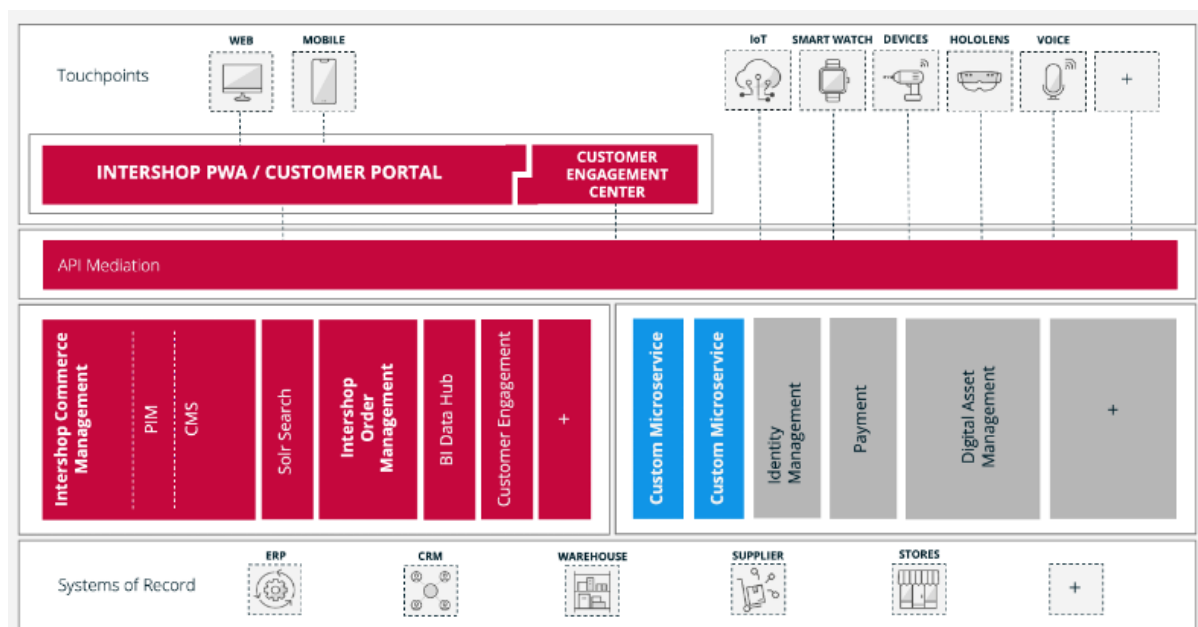 WEB
MOBILE
IoT
SMART WATCH
DEVICES
HOLOLENS
VOICE
Touchpoints
+
INTERSHOP PWA / CUSTOMER PORTAL
CUSTOMER
ENGAGEMENT
CENTER
API Mediation
Intershop Commerce
Management
PIM
CMS
Solr Search
Intershop
Order
Management
BI Data Hub
Customer Engagement
+
Custom Microservice
Custom Microservice
Identity
Management
Payment
Digital Asset
Management
+
ERP
CRM
WAREHOUSE
SUPPLIER
STORES
Systems of Record
+